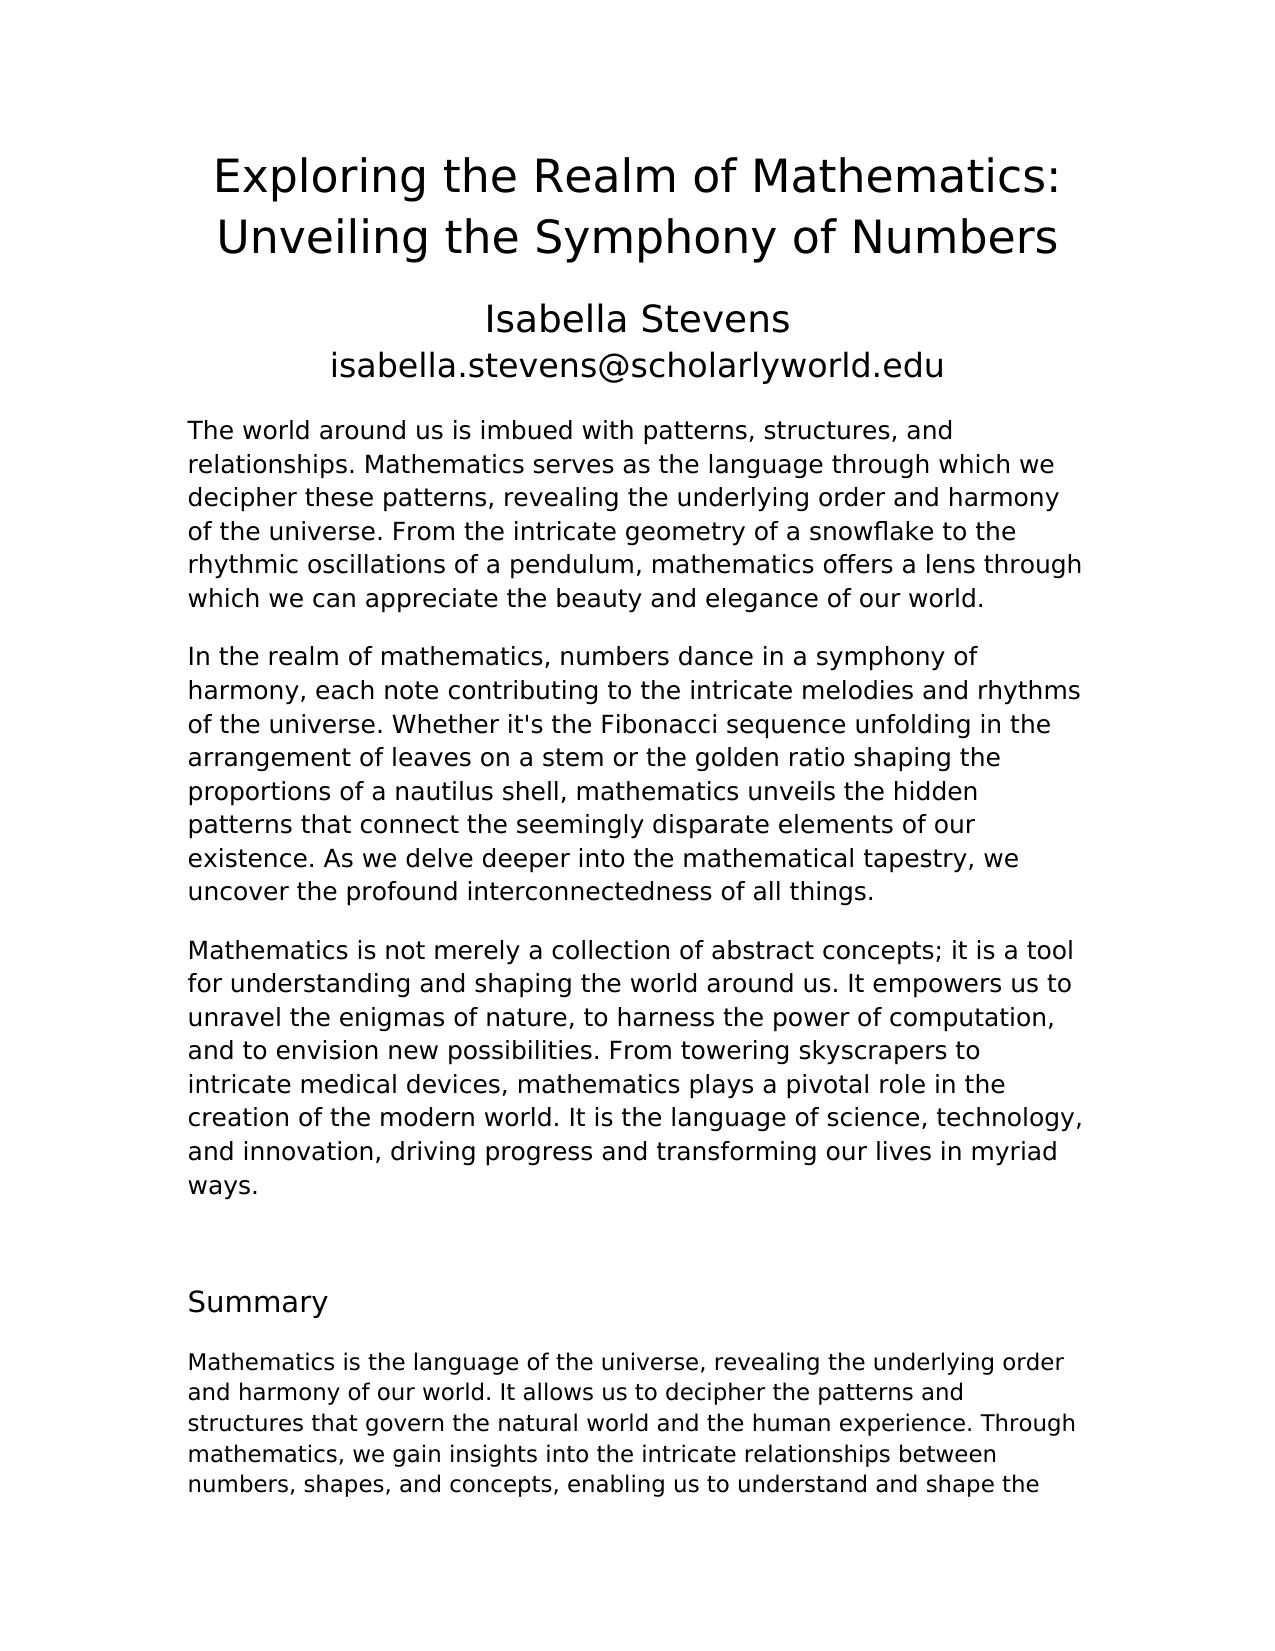 Exploring the Realm of Mathematics:
Unveiling the Symphony of Numbers
Isabella Stevens
isabella.stevens@scholarlyworld.edu
The world around us is imbued with patterns, structures, and
relationships. Mathematics serves as the language through which we
decipher these patterns, revealing the underlying order and harmony
of the universe. From the intricate geometry of a snowflake to the
rhythmic oscillations of a pendulum, mathematics offers a lens through
which we can appreciate the beauty and elegance of our world.
In the realm of mathematics, numbers dance in a symphony of
harmony, each note contributing to the intricate melodies and rhythms
of the universe. Whether it's the Fibonacci sequence unfolding in the
arrangement of leaves on a stem or the golden ratio shaping the
proportions of a nautilus shell, mathematics unveils the hidden
patterns that connect the seemingly disparate elements of our
existence. As we delve deeper into the mathematical tapestry, we
uncover the profound interconnectedness of all things.
Mathematics is not merely a collection of abstract concepts; it is a tool
for understanding and shaping the world around us. It empowers us to
unravel the enigmas of nature, to harness the power of computation,
and to envision new possibilities. From towering skyscrapers to
intricate medical devices, mathematics plays a pivotal role in the
creation of the modern world. It is the language of science, technology,
and innovation, driving progress and transforming our lives in myriad
ways.
Summary
Mathematics is the language of the universe, revealing the underlying order
and harmony of our world. It allows us to decipher the patterns and
structures that govern the natural world and the human experience. Through
mathematics, we gain insights into the intricate relationships between
numbers, shapes, and concepts, enabling us to understand and shape the